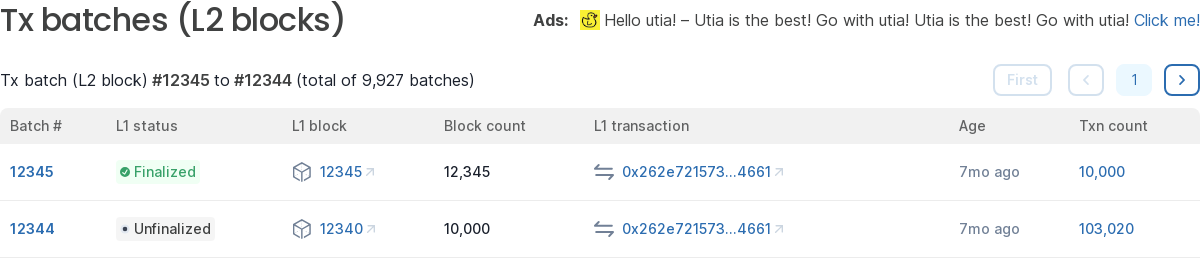 Tx batches (L2 blocks)
Ads: Hello utia! – Utia is the best! Go with utia! Utia is the best! Go with utia! Click me!
Tx batch (L2 block) #12345 to #12344 (total of 9,927 batches)
First 1
Batch # L1 status L1 block Block count L1 transaction Age Txn count
12345 Finalized 12345 12,345 0x262e721573...4661 7mo ago 10,000
12344 Unfinalized 12340 10,000 0x262e721573...4661 7mo ago 103,020